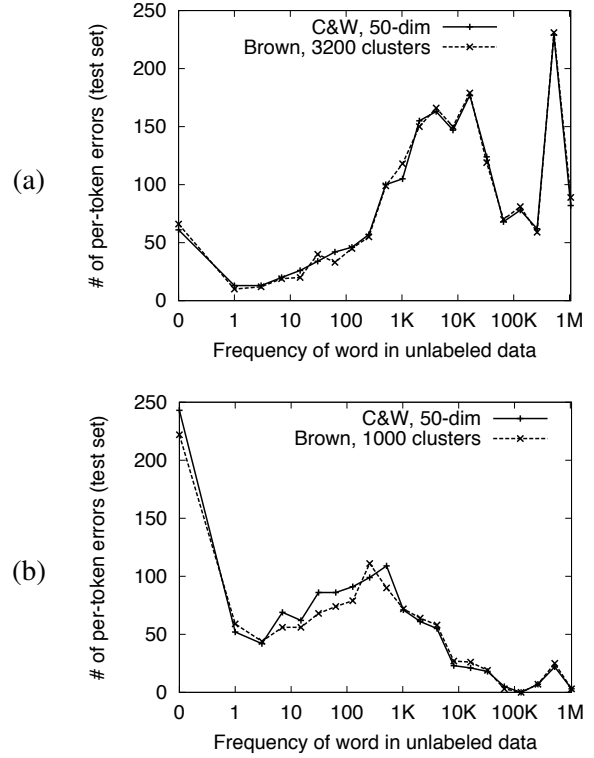 (a)
# of per-token errors (test set)
250
200
150
100
50
0
C&W, 50-dim
Brown, 3200 clusters
0 1 10 100 1K 10K 100K 1M
Frequency of word in unlabeled data
(b)
# of per-token errors (test set)
250
200
150
100
50
0
C&W, 50-dim
Brown, 1000 clusters
0 1 10 100 1K 10K 100K 1M
Frequency of word in unlabeled data